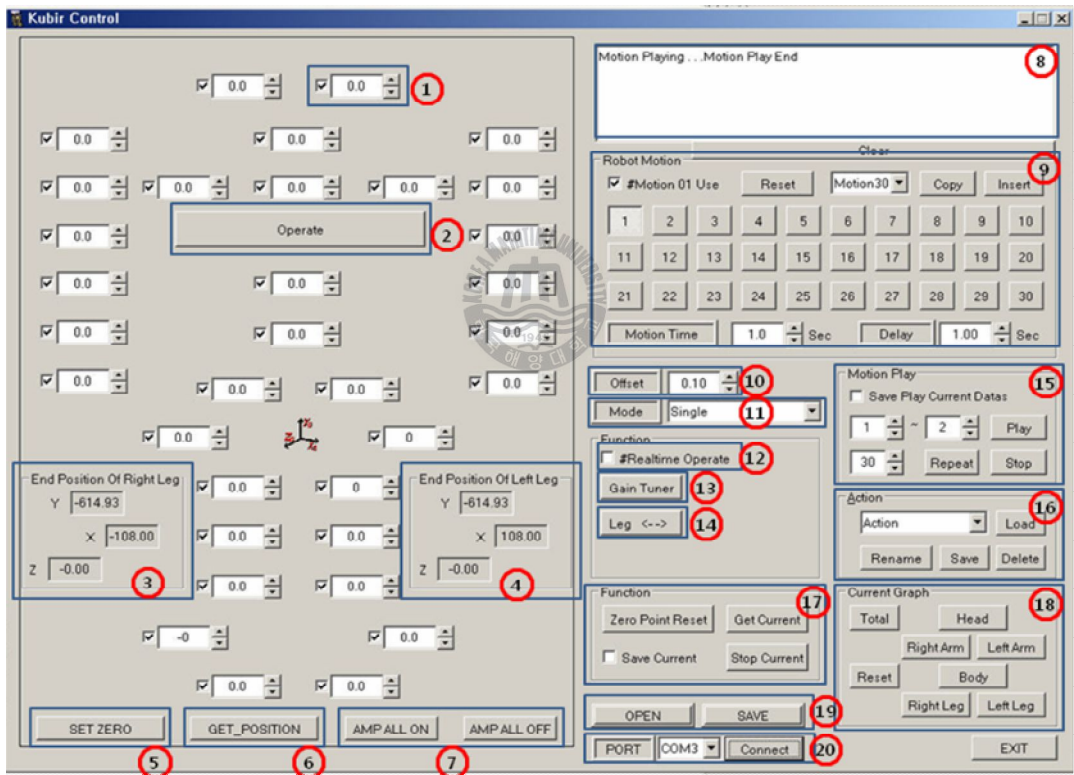 Kubir Control
0.0 0.0 1
0.0 0.0 0.0
0.0 0.0 0.0 0.0 0.0
Operate 2
0.0 0.0
0.0 0.0 0.0
0.0 0.0 0.0
0.0 0.0 0.0 0.0
0.0 0
End Position Of Right Leg
Y -614.93
X -108.00
Z -0.00
3
0.0 0
0.0 0.0
0.0 0.0
End Position Of Left Leg
Y -614.93
X 108.00
Z -0.00
4
-0 0.0
0.0 0.0
SET ZERO GET_POSITION AMP ALL ON AMP ALL OFF
5 6 7
Motion Playing . . .Motion Play End
8
Clear
Robot Motion 9
#Motion 01 Use Reset Motion30 Copy Insert
1 2 3 4 5 6 7 8 9 10
11 12 13 14 15 16 17 18 19 20
21 22 23 24 25 26 27 28 29 30
Motion Time 1.0 Sec Delay 1.00 Sec
Offset 0.10 10
Mode Single 11
Function
#Realtime Operate 12
Gain Tuner 13
Leg <--> 14
Motion Play 15
Save Play Current Datas
1 ~ 2 Play
30 Repeat Stop
Action 16
Action Load
Rename Save Delete
Function 17
Zero Point Reset Get Current
Save Current Stop Current
Current Graph 18
Total Head
Right Arm Left Arm
Reset Body
Right Leg Left Leg
OPEN SAVE 19
PORT COM3 Connect 20
EXIT
KOREA MARITIME UNIVERSITY